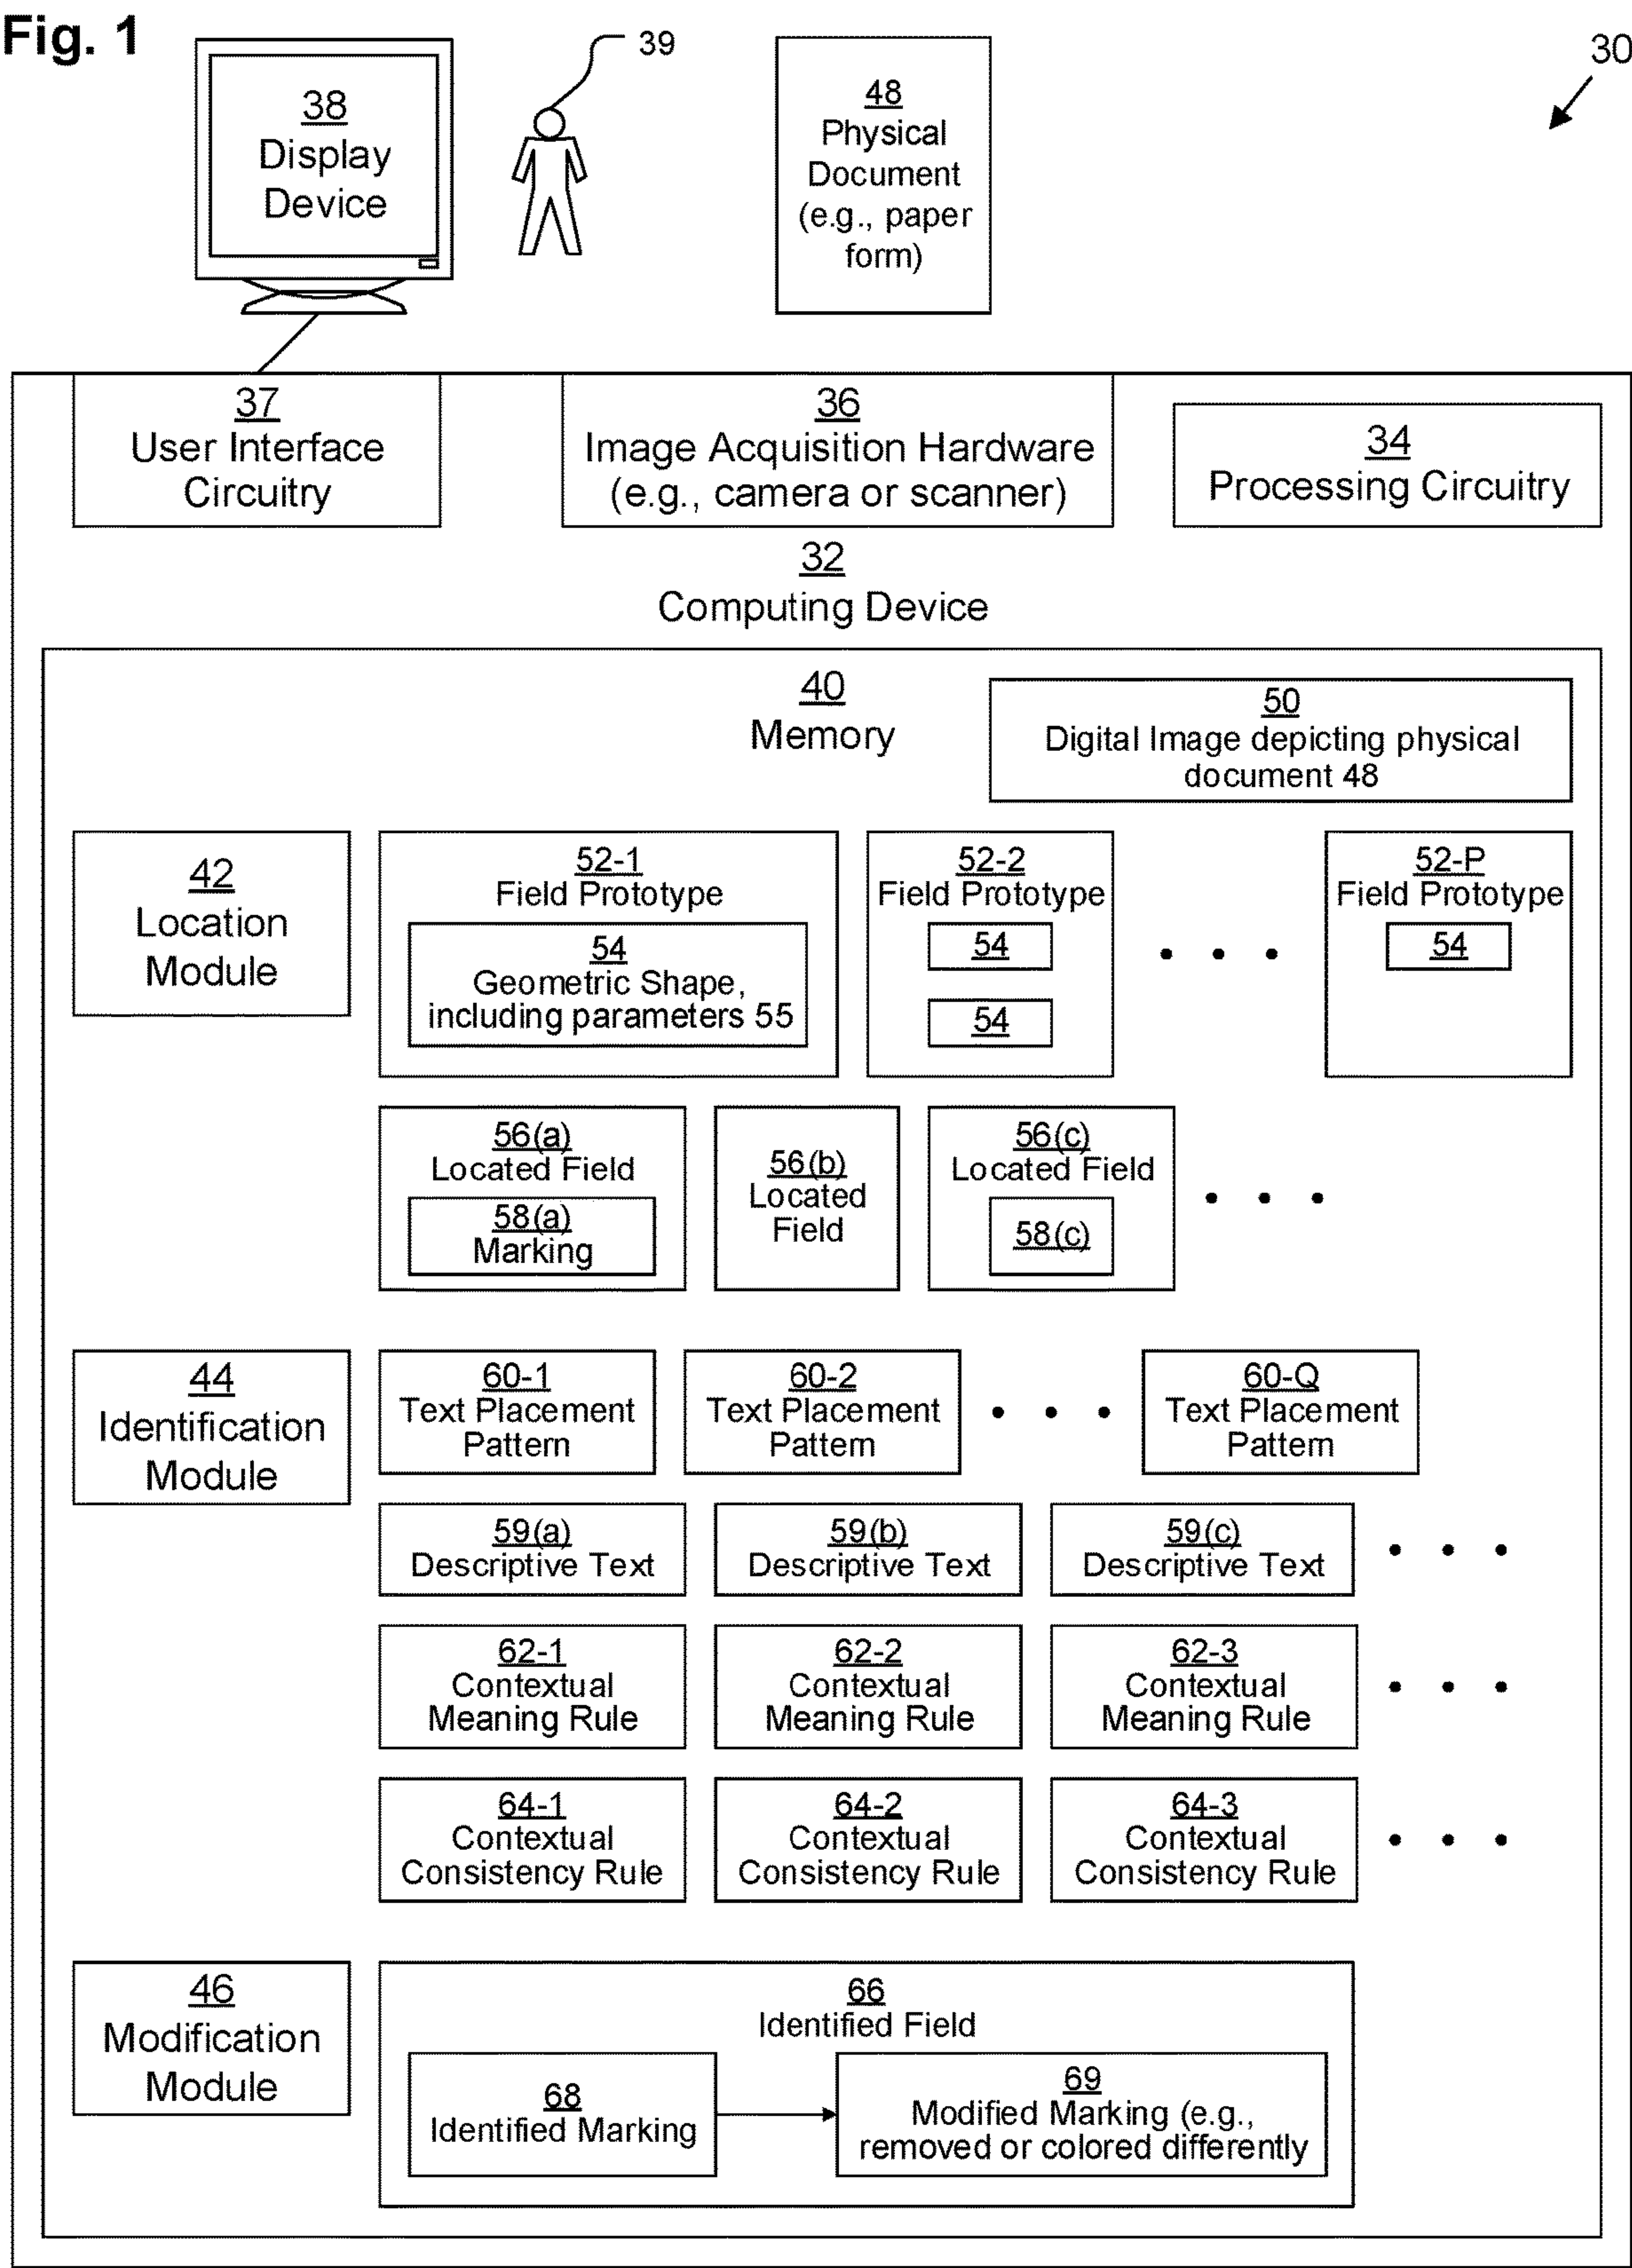 Fig. 1
39
30
38
Display
Device
48
Physical
Document
(e.g., paper
form)
37
User Interface
Circuitry
36
Image Acquisition Hardware
(e.g., camera or scanner)
34
Processing Circuitry
32
Computing Device
40
Memory
50
Digital Image depicting physical
document 48
42
Location
Module
52-1
Field Prototype
54
Geometric Shape,
including parameters 55
52-2
Field Prototype
54
54
52-P
Field Prototype
54
56(a)
Located Field
58(a)
Marking
56(b)
Located
Field
56(c)
Located Field
58(c)
44
Identification
Module
60-1
Text Placement
Pattern
60-2
Text Placement
Pattern
60-Q
Text Placement
Pattern
59(a)
Descriptive Text
59(b)
Descriptive Text
59(c)
Descriptive Text
62-1
Contextual
Meaning Rule
62-2
Contextual
Meaning Rule
62-3
Contextual
Meaning Rule
64-1
Contextual
Consistency Rule
64-2
Contextual
Consistency Rule
64-3
Contextual
Consistency Rule
46
Modification
Module
66
Identified Field
68
Identified Marking
69
Modified Marking (e.g.,
removed or colored differently